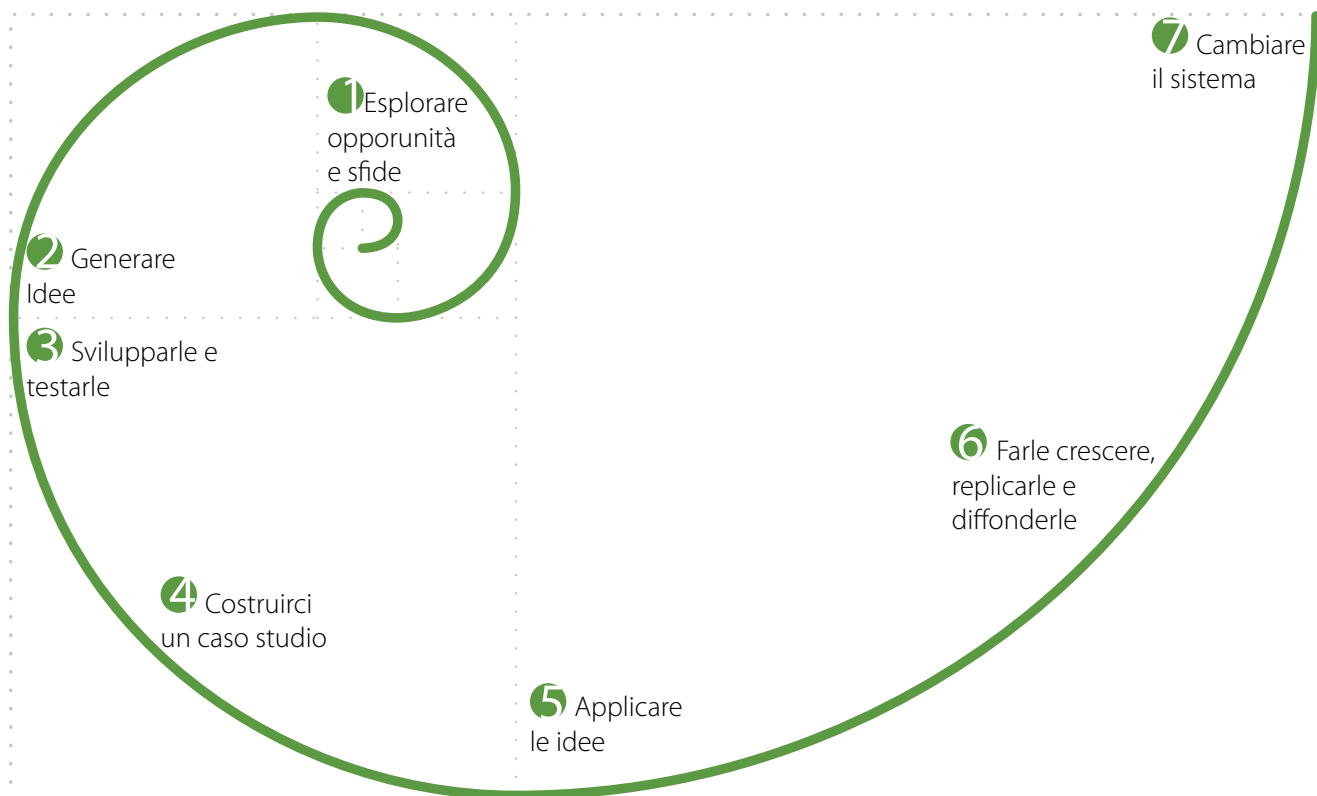 1 Esplorare
opporunità
e sfide
2 Generare
Idee
3 Svilupparle e
testarle
4 Costruirci
un caso studio
5 Applicare
le idee
6 Farle crescere,
replicarle e
diffonderle
7 Cambiare
il sistema